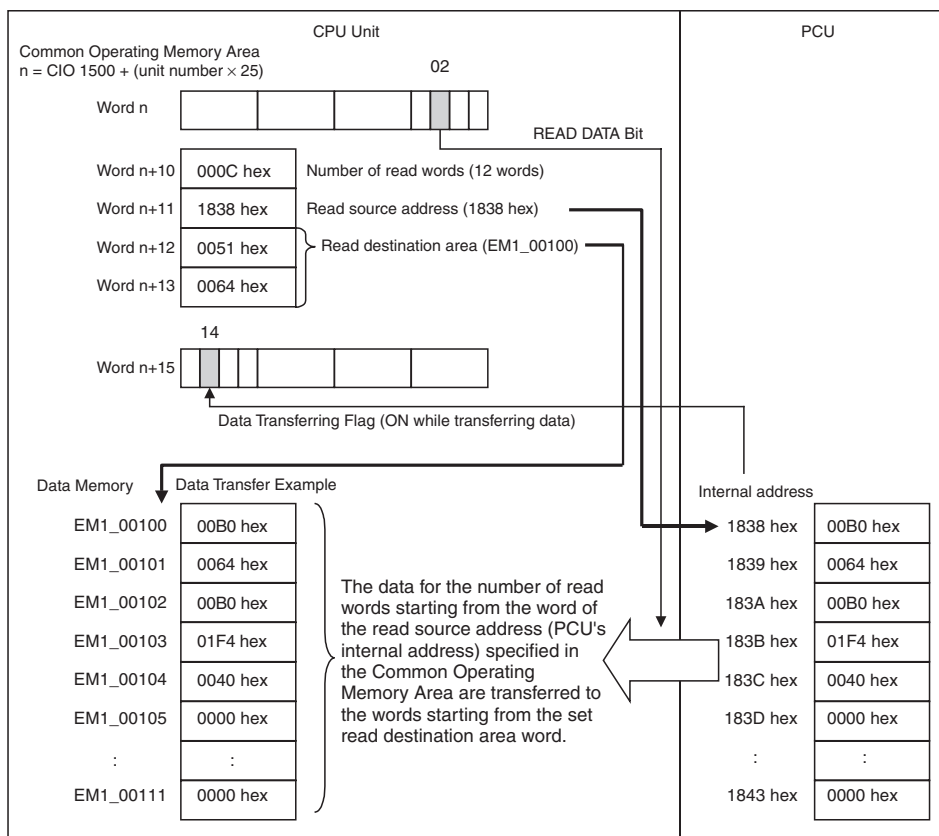 CPU Unit
PCU
Common Operating Memory Area
n = CIO 1500 + (unit number × 25)
02
Word n
READ DATA Bit
Word n+10 000C hex Number of read words (12 words)
Word n+11 1838 hex Read source address (1838 hex)
Word n+12 0051 hex Read destination area (EM1_00100)
Word n+13 0064 hex
14
Word n+15
Data Transferring Flag (ON while transferring data)
Data Memory Data Transfer Example
Internal address
EM1_00100 00B0 hex
EM1_00101 0064 hex
EM1_00102 00B0 hex
EM1_00103 01F4 hex
EM1_00104 0040 hex
EM1_00105 0000 hex
: :
EM1_00111 0000 hex
The data for the number of read
words starting from the word of
the read source address (PCU's
internal address) specified in
the Common Operating
Memory Area are transferred to
the words starting from the set
read destination area word.
1838 hex 00B0 hex
1839 hex 0064 hex
183A hex 00B0 hex
183B hex 01F4 hex
183C hex 0040 hex
183D hex 0000 hex
: :
1843 hex 0000 hex